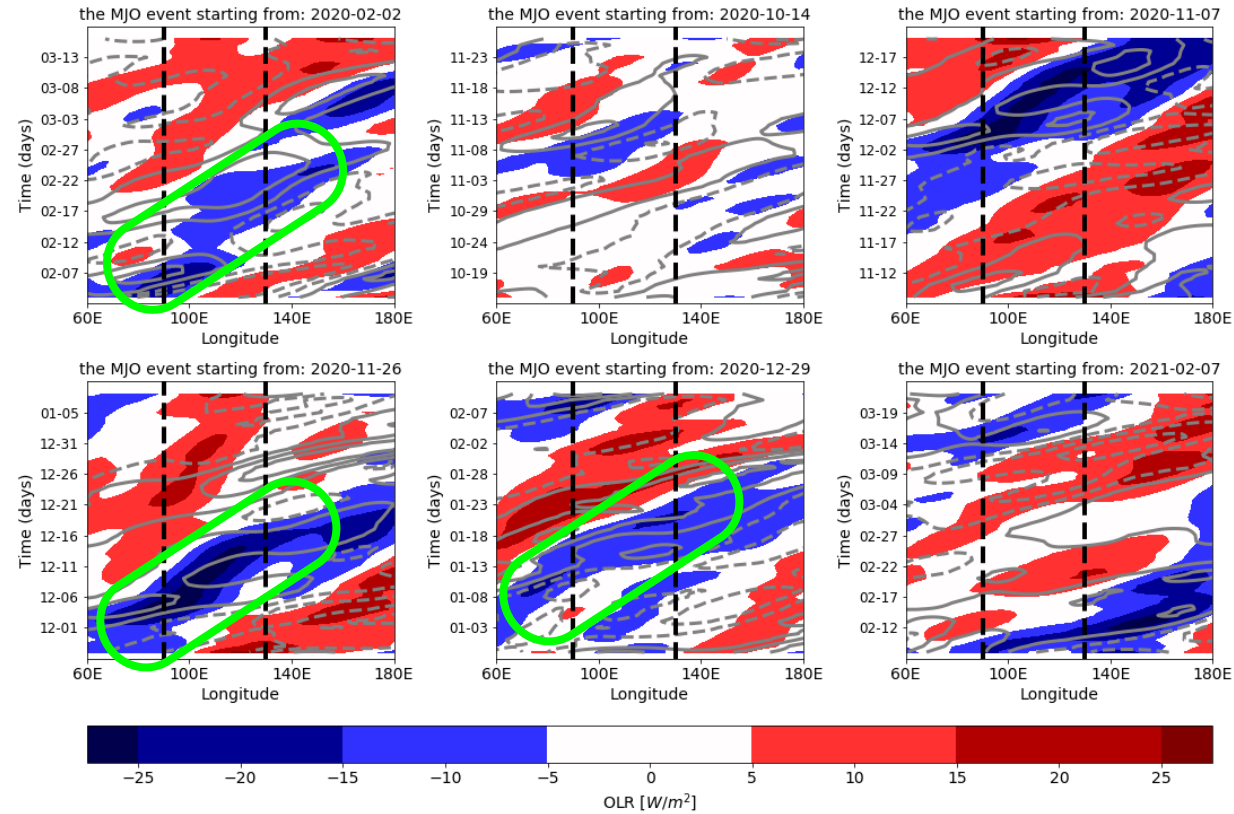 the MJO event starting from: 2020-02-02
the MJO event starting from: 2020-10-14
the MJO event starting from: 2020-11-07
Time (days)
03-13
03-08
03-03
02-27
02-22
02-17
02-12
02-07
60E 100E 140E 180E
Longitude
Time (days)
11-23
11-18
11-13
11-08
11-03
10-29
10-24
10-19
60E 100E 140E 180E
Longitude
Time (days)
12-17
12-12
12-07
12-02
11-27
11-22
11-17
11-12
60E 100E 140E 180E
Longitude
the MJO event starting from: 2020-11-26
the MJO event starting from: 2020-12-29
the MJO event starting from: 2021-02-07
Time (days)
01-05
12-31
12-26
12-21
12-16
12-11
12-06
12-01
60E 100E 140E 180E
Longitude
Time (days)
02-07
02-02
01-28
01-23
01-18
01-13
01-08
01-03
60E 100E 140E 180E
Longitude
Time (days)
03-19
03-14
03-09
03-04
02-27
02-22
02-17
02-12
60E 100E 140E 180E
Longitude
−25 −20 −15 −10 −5 0 5 10 15 20 25
OLR [W/m²]